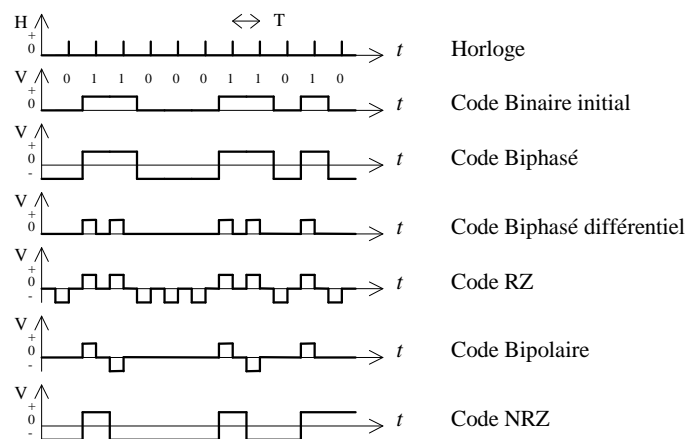 H + 0 T t Horloge
V + 0 0 1 1 0 0 0 1 1 0 1 0 t Code Binaire initial
V + 0 - t Code Biphasé
V + 0 t Code Biphasé différentiel
V + 0 - t Code RZ
V + 0 - t Code Bipolaire
V + 0 - t Code NRZ